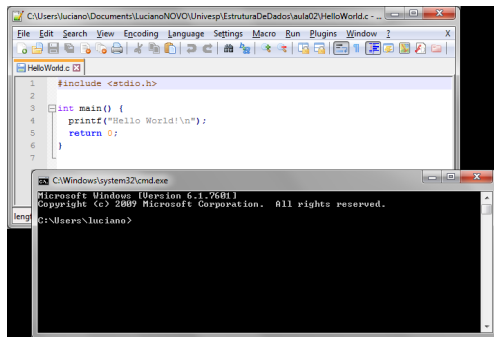 C:\Users\luciano\Documents\LucianoNOVO\Univesp\EstruturaDeDados\aula02\HelloWorld.c - ...
File Edit Search View Encoding Language Settings Macro Run Plugins Window ? X
HelloWorld.c
1 #include <stdio.h>
2
3 int main() {
4 printf("Hello World!\n");
5 return 0;
6 }
7
C:\Windows\system32\cmd.exe
Microsoft Windows [Version 6.1.7601]
Copyright (c) 2009 Microsoft Corporation.  All rights reserved.
C:\Users\luciano>